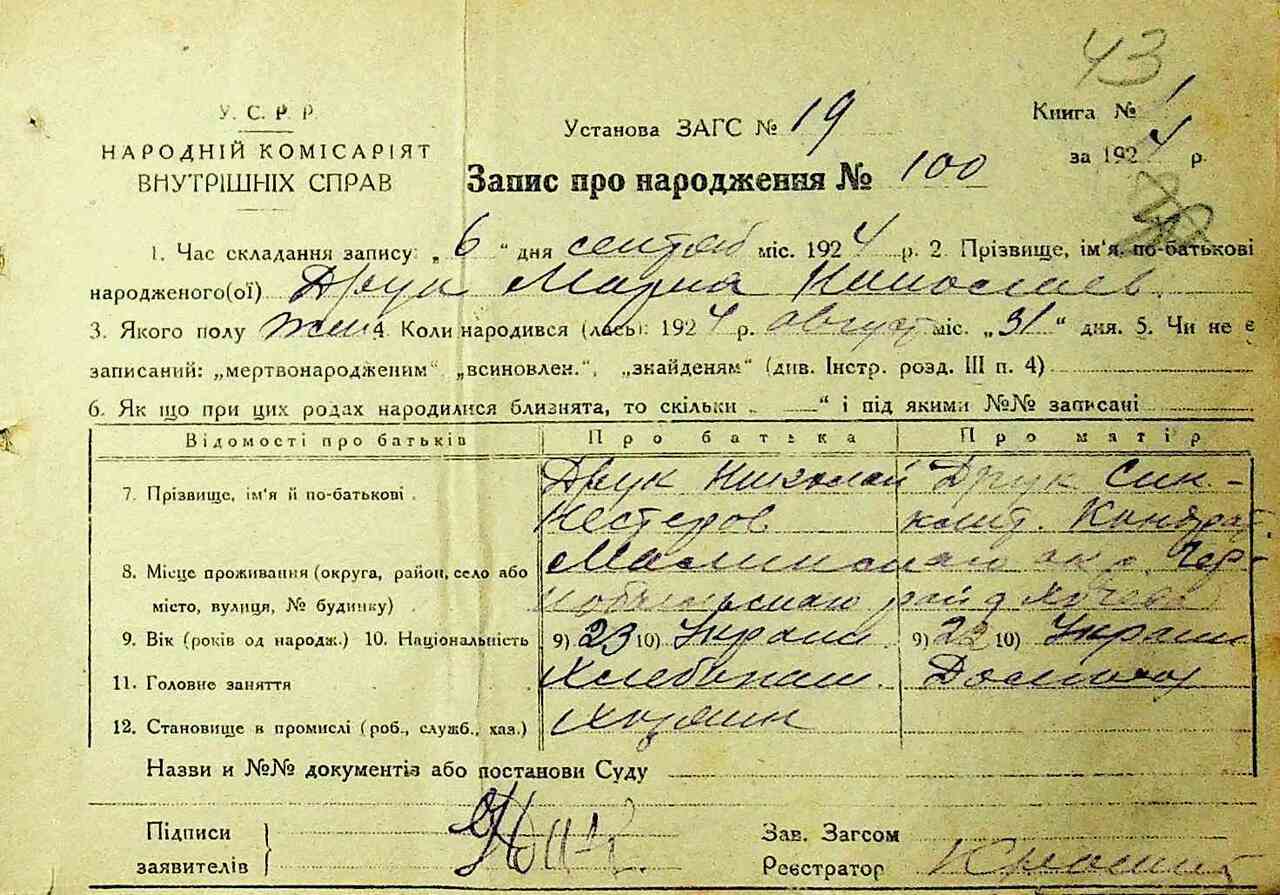 43
У. С. Р. Р.
Установа ЗАГС № 19
Книга № 1
НАРОДНІЙ КОМІСАРІЯТ
за 1924 р.
ВНУТРІШНІХ СПРАВ
Запис про народження № 100
1. Час складання запису: „6“ дня сентяб міс. 1924 р. 2. Прізвище, ім'я, по-батькові
народженого(ої) Друк Мария Николаев.
3. Якого полу жен 4. Коли народився (лась): 1924 р. август міс. „31“ дня. 5. Чи не є
записаний: „мертвонародженим“, „всиновлен.“, „знайденям“ (див. Інстр. розд. III п. 4)
6. Як що при цих родах народилися близнята, то скільки „ — “ і під якими №№ записані
Відомості про батьків Про батька Про матір
7. Прізвище, ім'я й по-батькові Друк Николай Друк Син-
Нестеров клит. Кондрат
8. Місце проживання (округа, район, село або
місто, вулиця, № будинку)
9. Вік (років од народж.) 10. Національність 9) 23 10) Украин 9) 22 10) Украин
11. Головне заняття Хлебопаш.
12. Становище в промислі (роб., служб., хаз.) Хозяин
Назви и №№ документів або постанови Суду
Підписи
заявителів
Зав. Загсом
Реєстратор